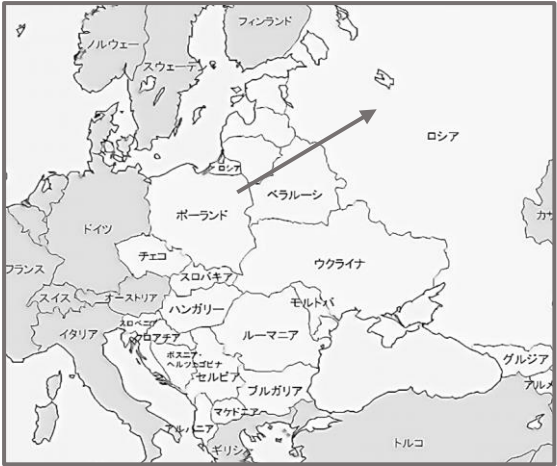 フィンランド
ノルウェー
スウェーデン
ロシア
ロシア
ベラルーシ
ポーランド
ドイツ
カザ
チェコ
ウクライナ
フランス
スロバキア
スイス
オーストリア
モルドバ
ハンガリー
スロベニア
イタリア
クロアチア
ルーマニア
ボスニア・
ヘルツェゴビナ
グルジア
セルビア
ブルガリア
アルメ
マケドニア
アルバニア
ギリシ
トルコ